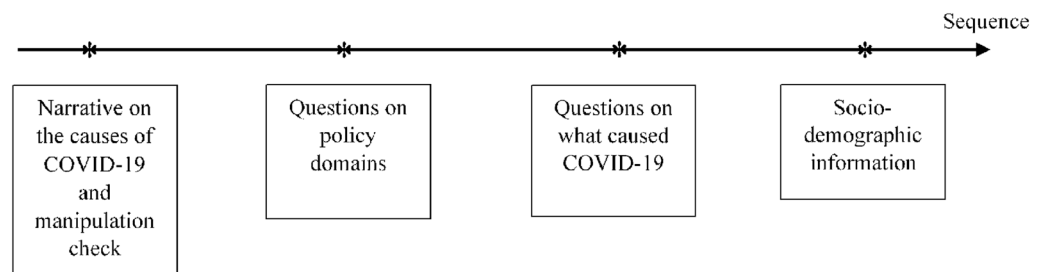 Sequence
Narrative on
the causes of
COVID-19
and
manipulation
check
Questions on
policy
domains
Questions on
what caused
COVID-19
Socio-
demographic
information